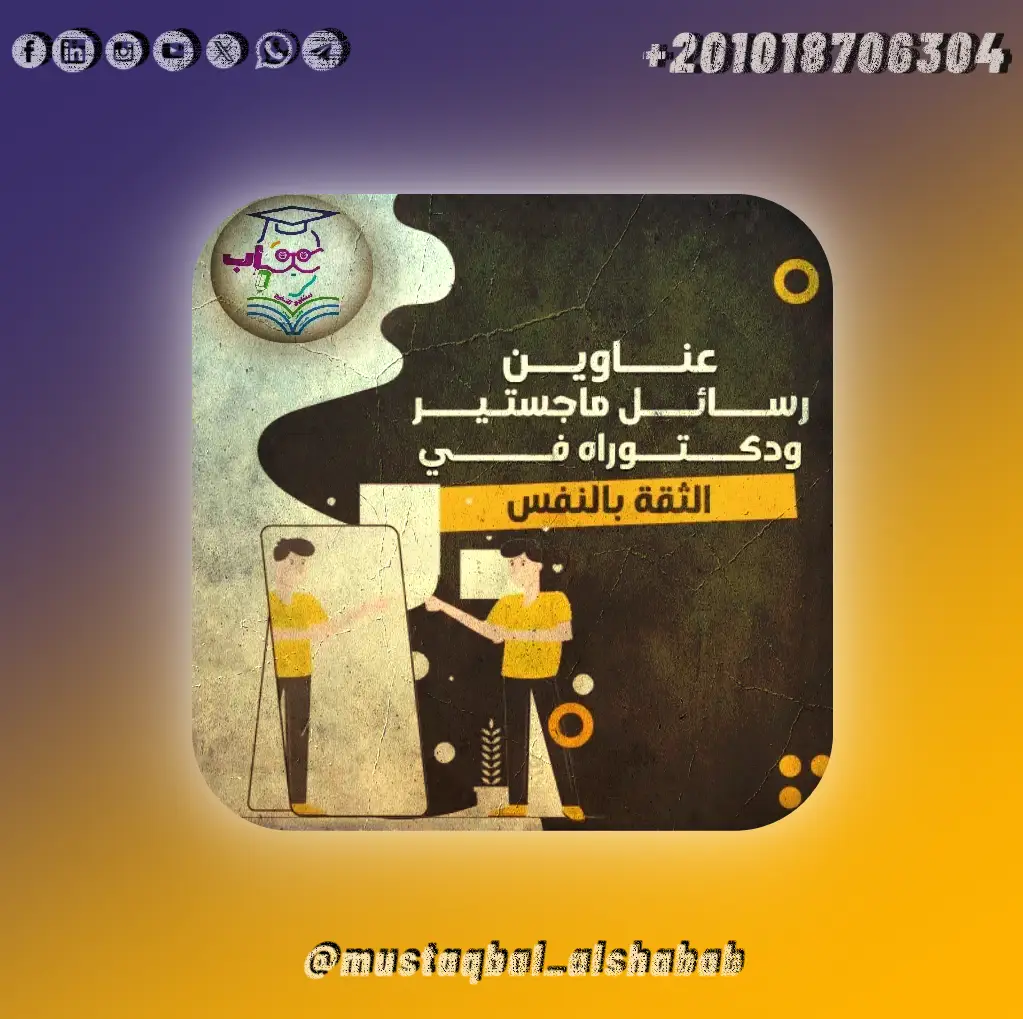 +201018706304
عناوين
رسائل ماجستير
ودكتوراه في
الثقة بالنفس
@mustaqbal_alshabab